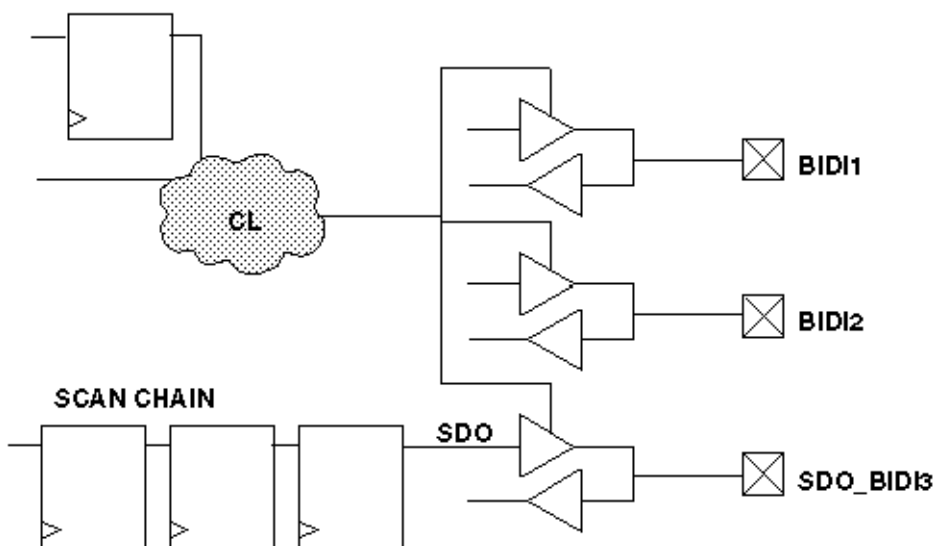 BIDI1
CL
BIDI2
SCAN CHAIN
SDO
SDO_BIDI3